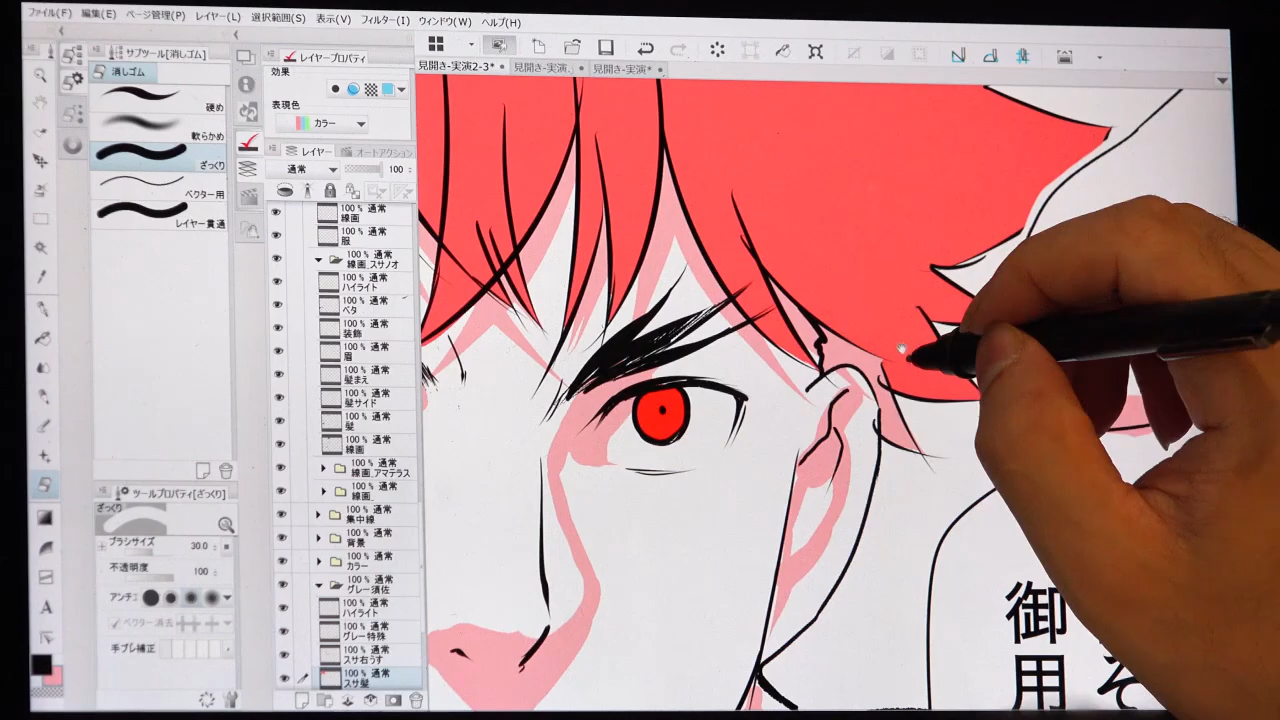 ファイル(F) 編集(E) ページ管理(P) レイヤー(L) 選択範囲(S) 表示(V) フィルター(I) ウィンドウ(W) ヘルプ(H)
サブツール[消しゴム]
消しゴム
硬め
軟らかめ
ざっくり
ベクター用
レイヤー貫通
ツールプロパティ[ざっくり]
ざっくり
ブラシサイズ 30.0
不透明度 100
アンチエ
ベクター消去
手ブレ補正
レイヤープロパティ
効果
表現色
カラー
レイヤー オートアクション
通常 100
100 % 通常
線画
100 % 通常
服
100 % 通常
線画_スサノオ
100 % 通常
ハイライト
100 % 通常
ベタ
100 % 通常
装飾
100 % 通常
眉
100 % 通常
髪まえ
100 % 通常
髪サイド
100 % 通常
髪
100 % 通常
線画
100 % 通常
線画_アマテラス
100 % 通常
線画_
100 % 通常
集中線
100 % 通常
背景
100 % 通常
カラー
100 % 通常
グレー須佐
100 % 通常
ハイライト
100 % 通常
グレー特殊
100 % 通常
スサ右うす
100 % 通常
スサ髪
見開き-実演2-3* 見開き-実演. 見開き-実演*
そ
御用